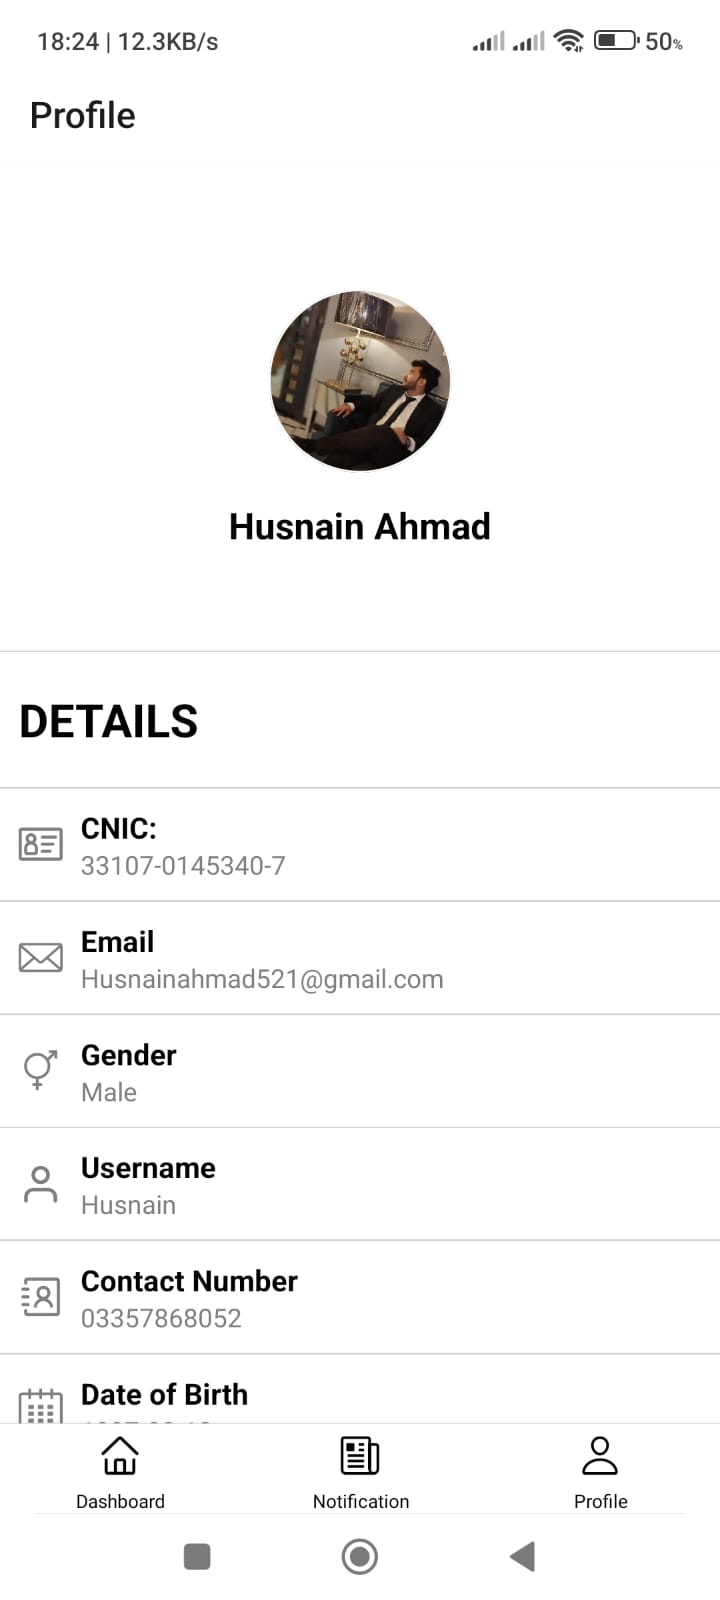 18:24 | 12.3KB/s 50%
Profile
Husnain Ahmad
DETAILS
CNIC:
33107-0145340-7
Email
Husnainahmad521@gmail.com
Gender
Male
Username
Husnain
Contact Number
03357868052
Date of Birth
Dashboard Notification Profile